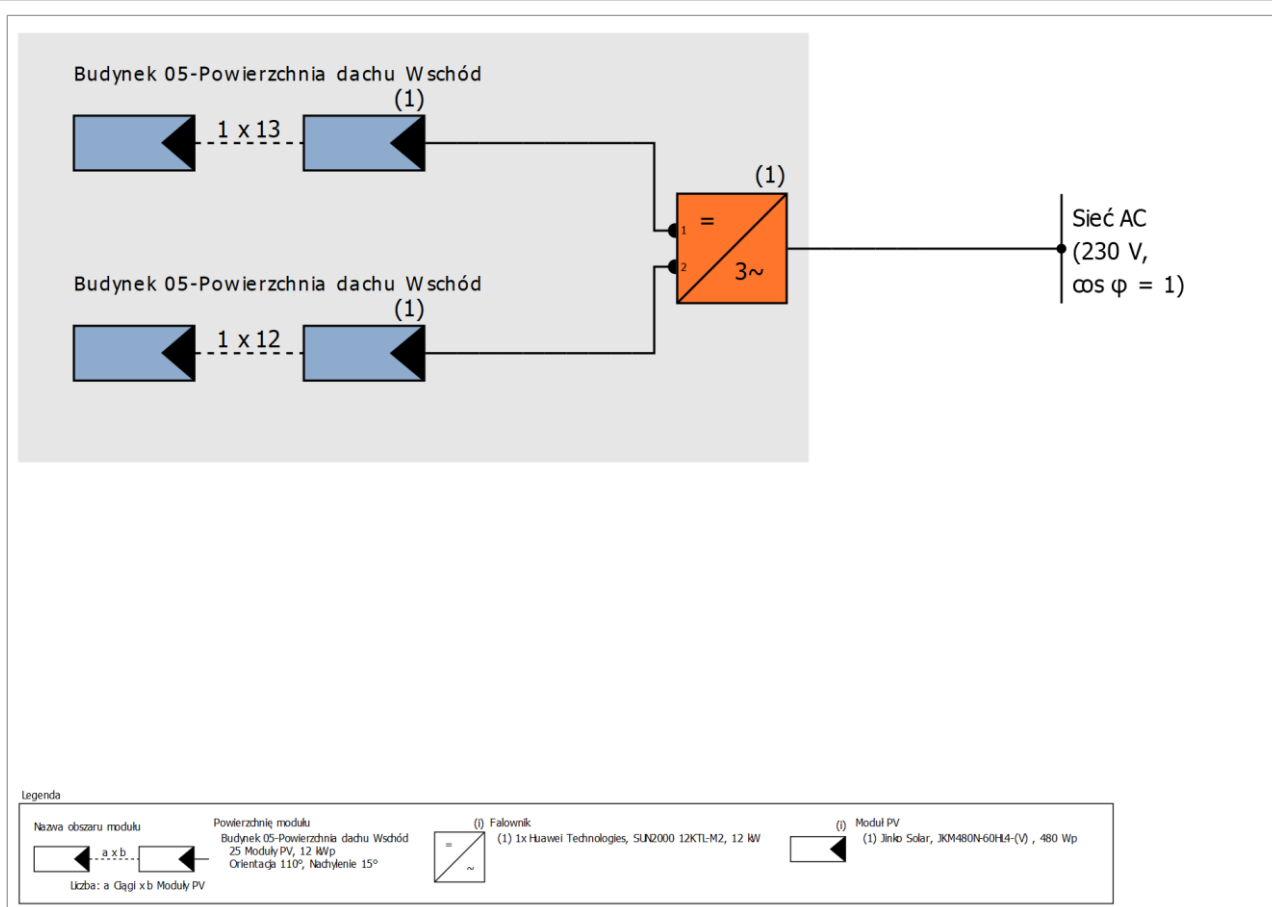 Budynek 05-Powierzchnia dachu Wschód
(1)
1 x 13
(1)
=
1
2
3~
Sieć AC
(230 V,
cos φ = 1)
Budynek 05-Powierzchnia dachu Wschód
(1)
1 x 12
Legenda
Nazwa obszaru modułu
a x b
Liczba: a Ciągi x b Moduły PV
Powierzchnię modułu
Budynek 05-Powierzchnia dachu Wschód
25 Moduły PV, 12 kWp
Orientacja 110°, Nachylenie 15°
=
~
(i) Falownik
(1) 1x Huawei Technologies, SUN2000 12KTL-M2, 12 kW
(i) Moduł PV
(1) Jinko Solar, JKM480N-60HL4-(V) , 480 Wp